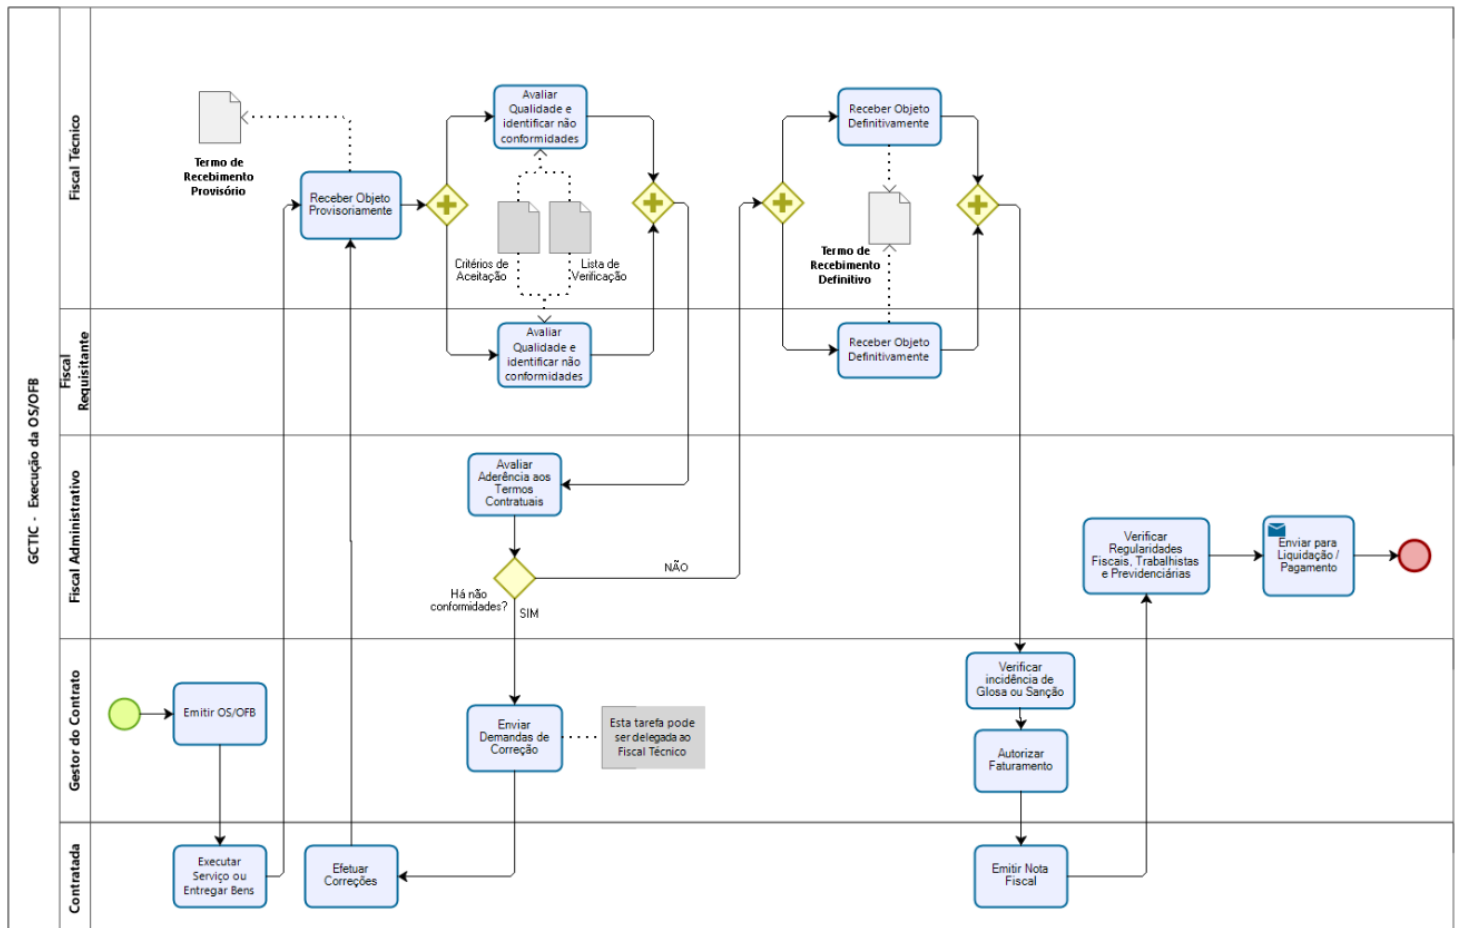 GCTIC - Execução da OS/OFB
Fiscal Técnico
Termo de
Recebimento
Provisório
Receber Objeto
Provisoriamente
Avaliar
Qualidade e
identificar não
conformidades
Critérios de
Aceitação
Lista de
Verificação
Receber Objeto
Definitivamente
Termo de
Recebimento
Definitivo
Fiscal
Requisitante
Avaliar
Qualidade e
identificar não
conformidades
Receber Objeto
Definitivamente
Fiscal Administrativo
Avaliar
Aderência aos
Termos
Contratuais
Há não
conformidades?
NÃO
SIM
Verificar
Regularidades
Fiscais, Trabalhistas
e Previdenciárias
Enviar para
Liquidação /
Pagamento
Gestor do Contrato
Emitir OS/OFB
Enviar
Demandas de
Correção
Esta tarefa pode
ser delegada ao
Fiscal Técnico
Verificar
incidência de
Glosa ou Sanção
Autorizar
Faturamento
Contratada
Executar
Serviço ou
Entregar Bens
Efetuar
Correções
Emitir Nota
Fiscal